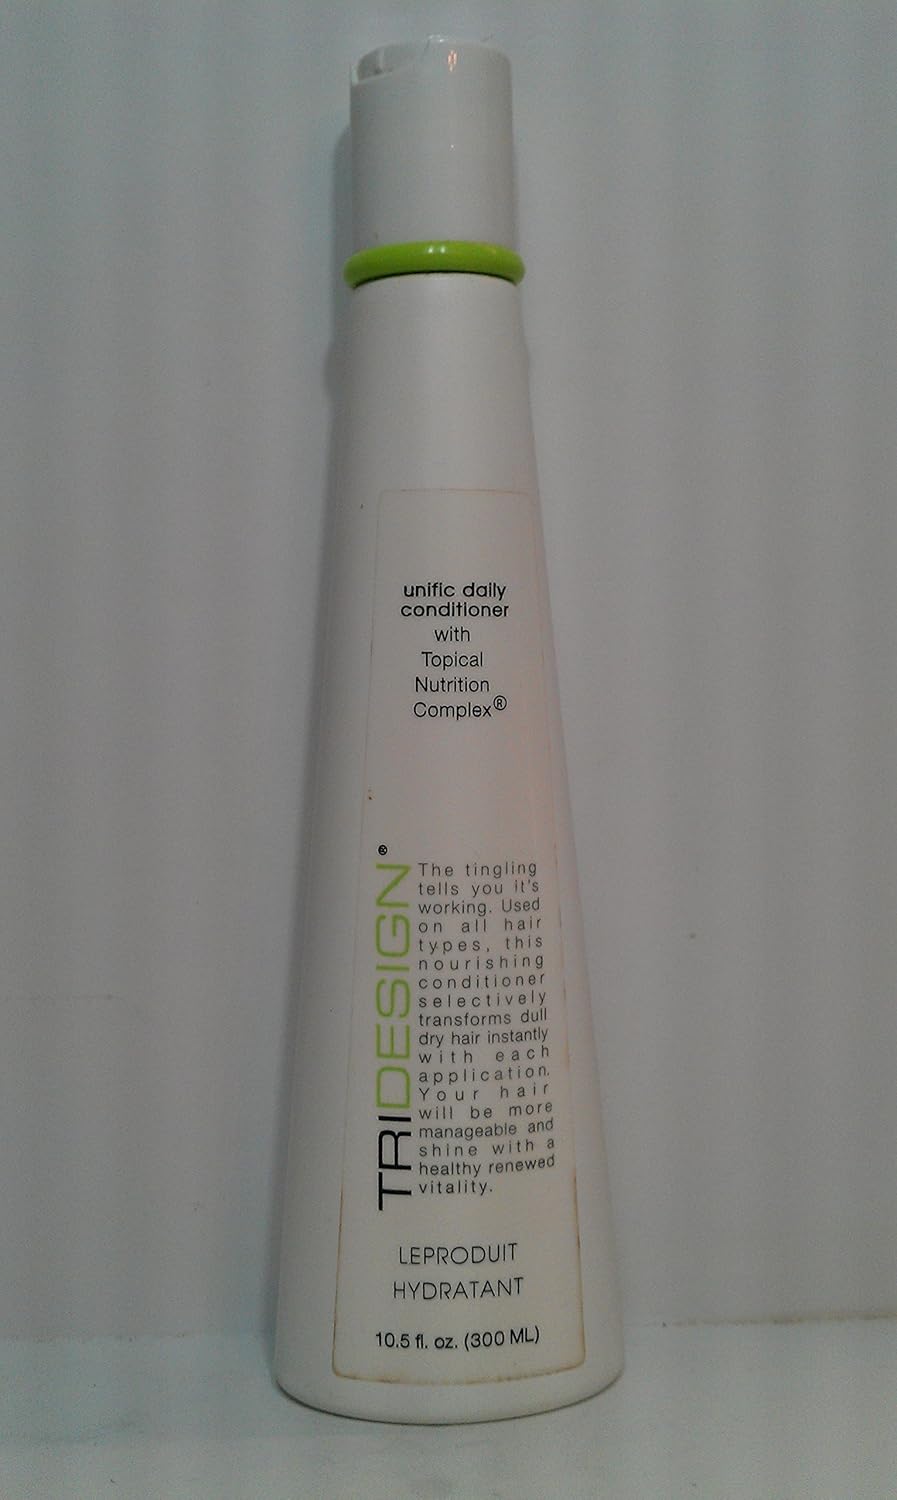 unific daily
conditioner
with
Topical
Nutrition
Complex®
TRIDESIGN®
The tingling
tells you it's
working. Used
on all hair
types, this
nourishing
conditioner
selectively
transforms dull
dry hair instantly
with each
application.
Your hair
will be more
manageable and
shine with a
healthy renewed
vitality.
LEPRODUIT
HYDRATANT
10.5 fl. oz. (300 ML)